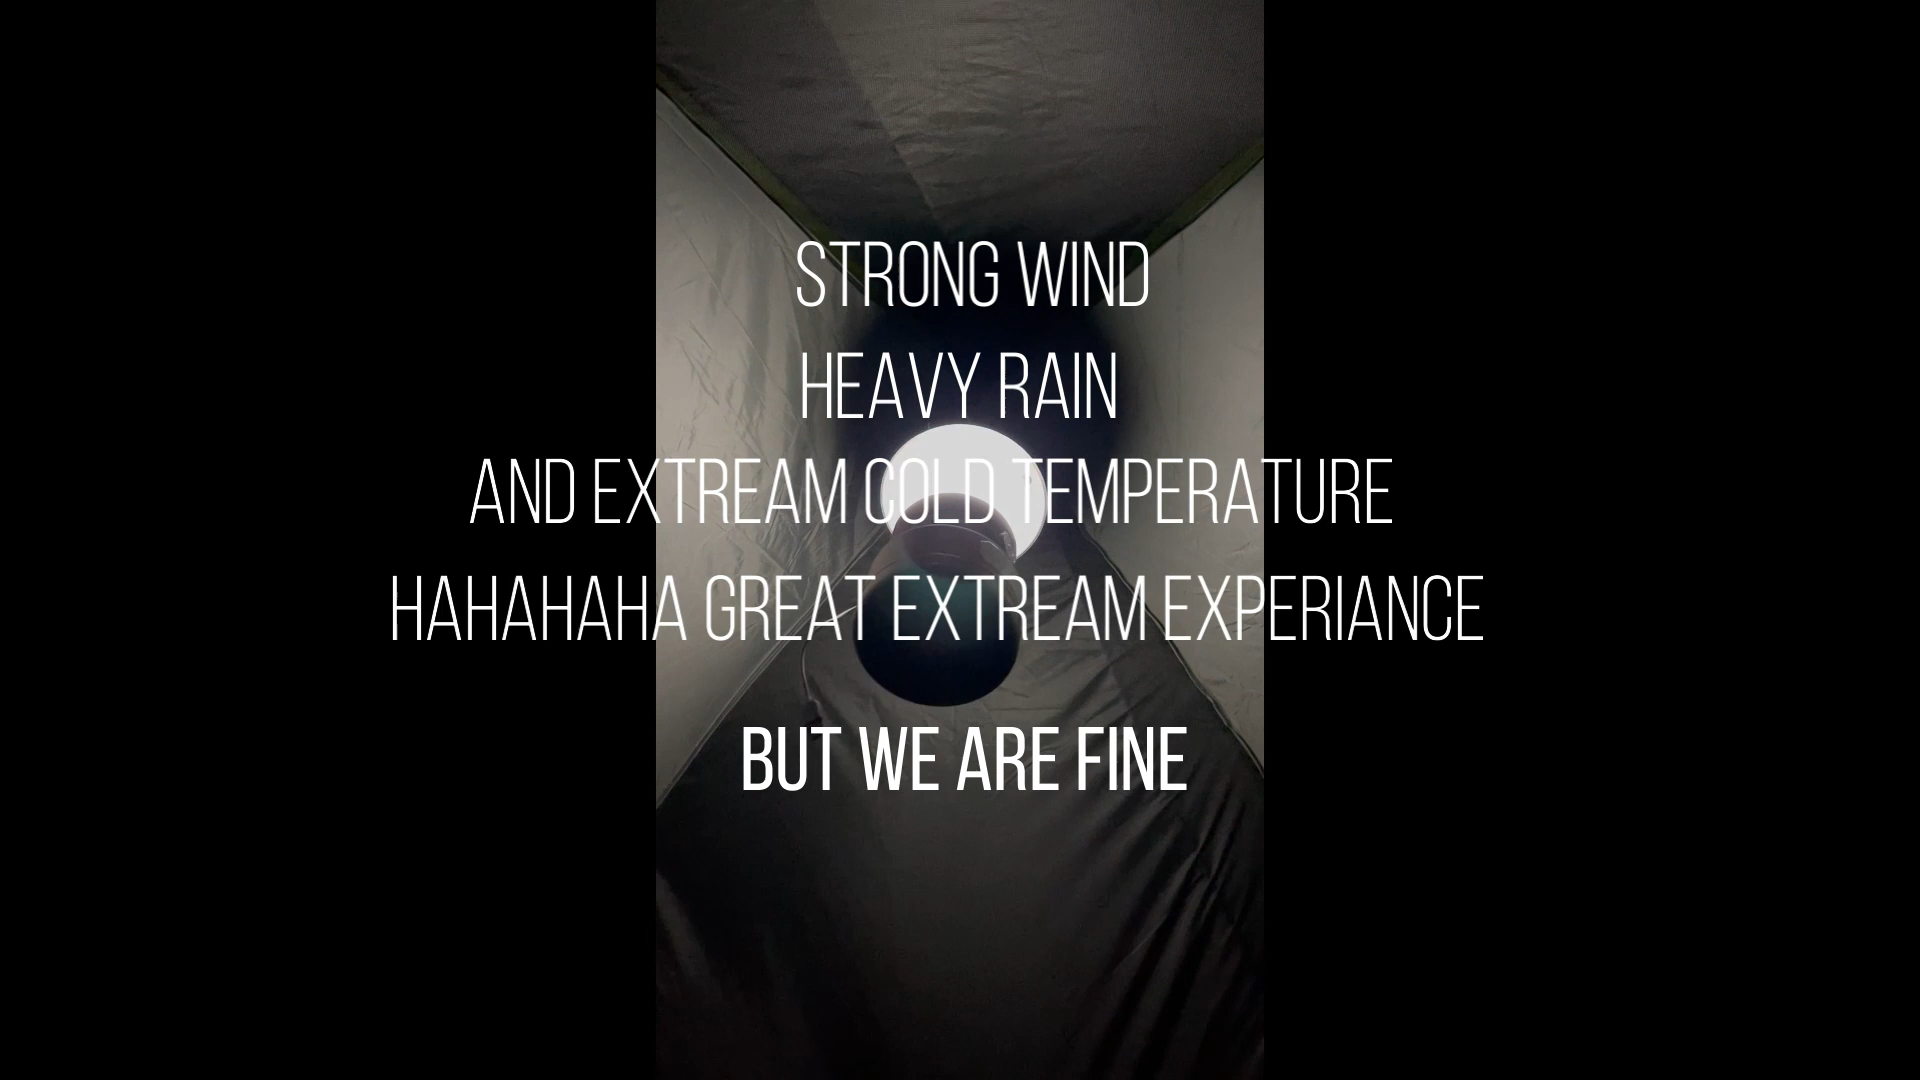 STRONG WIND
HEAVY RAIN
AND EXTREAM COLD TEMPERATURE
HAHAHAHA GREAT EXTREAM EXPERIANCE
BUT WE ARE FINE